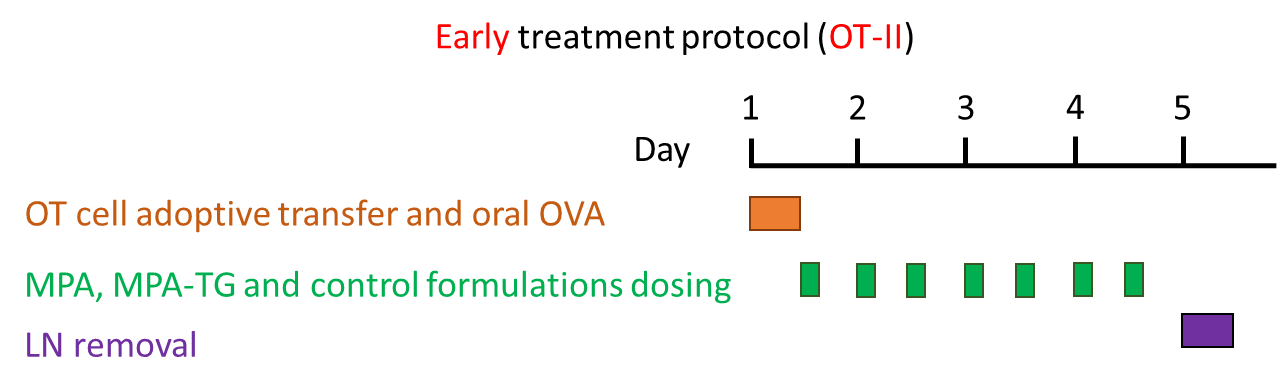 Early treatment protocol (OT-II)
1 2 3 4 5
Day
OT cell adoptive transfer and oral OVA
MPA, MPA-TG and control formulations dosing
LN removal